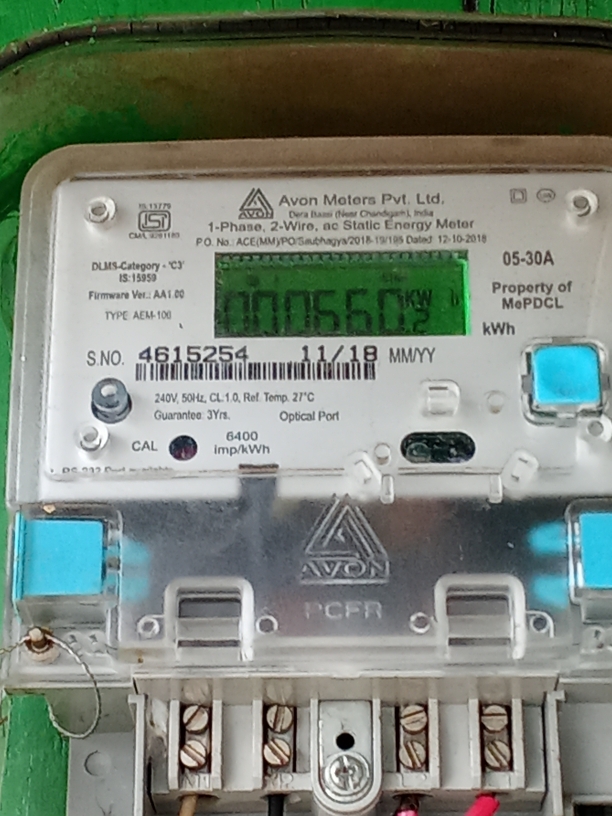 IS 13779
ISI
AVON
Avon Meters Pvt. Ltd.
Dera Bassi (Near Chandigarh), India
1-Phase, 2-Wire, ac Static Energy Meter
P.O. No.: ACE(MM)/PO/Saubhagya/2018-19/195 Dated: 12-10-2018
DLMS-Category - 'C3'
IS:15959
Firmware Ver.: AA1.00
TYPE: AEM-100
05-30A
Property of
MePDCL
KW h
kWh
S.NO. 4615254 11/18 MM/YY
240V, 50Hz, CL:1.0, Ref. Temp. 27°C
Guarantee: 3Yrs. Optical Port
CAL
6400
imp/kWh
AVON
PCFR